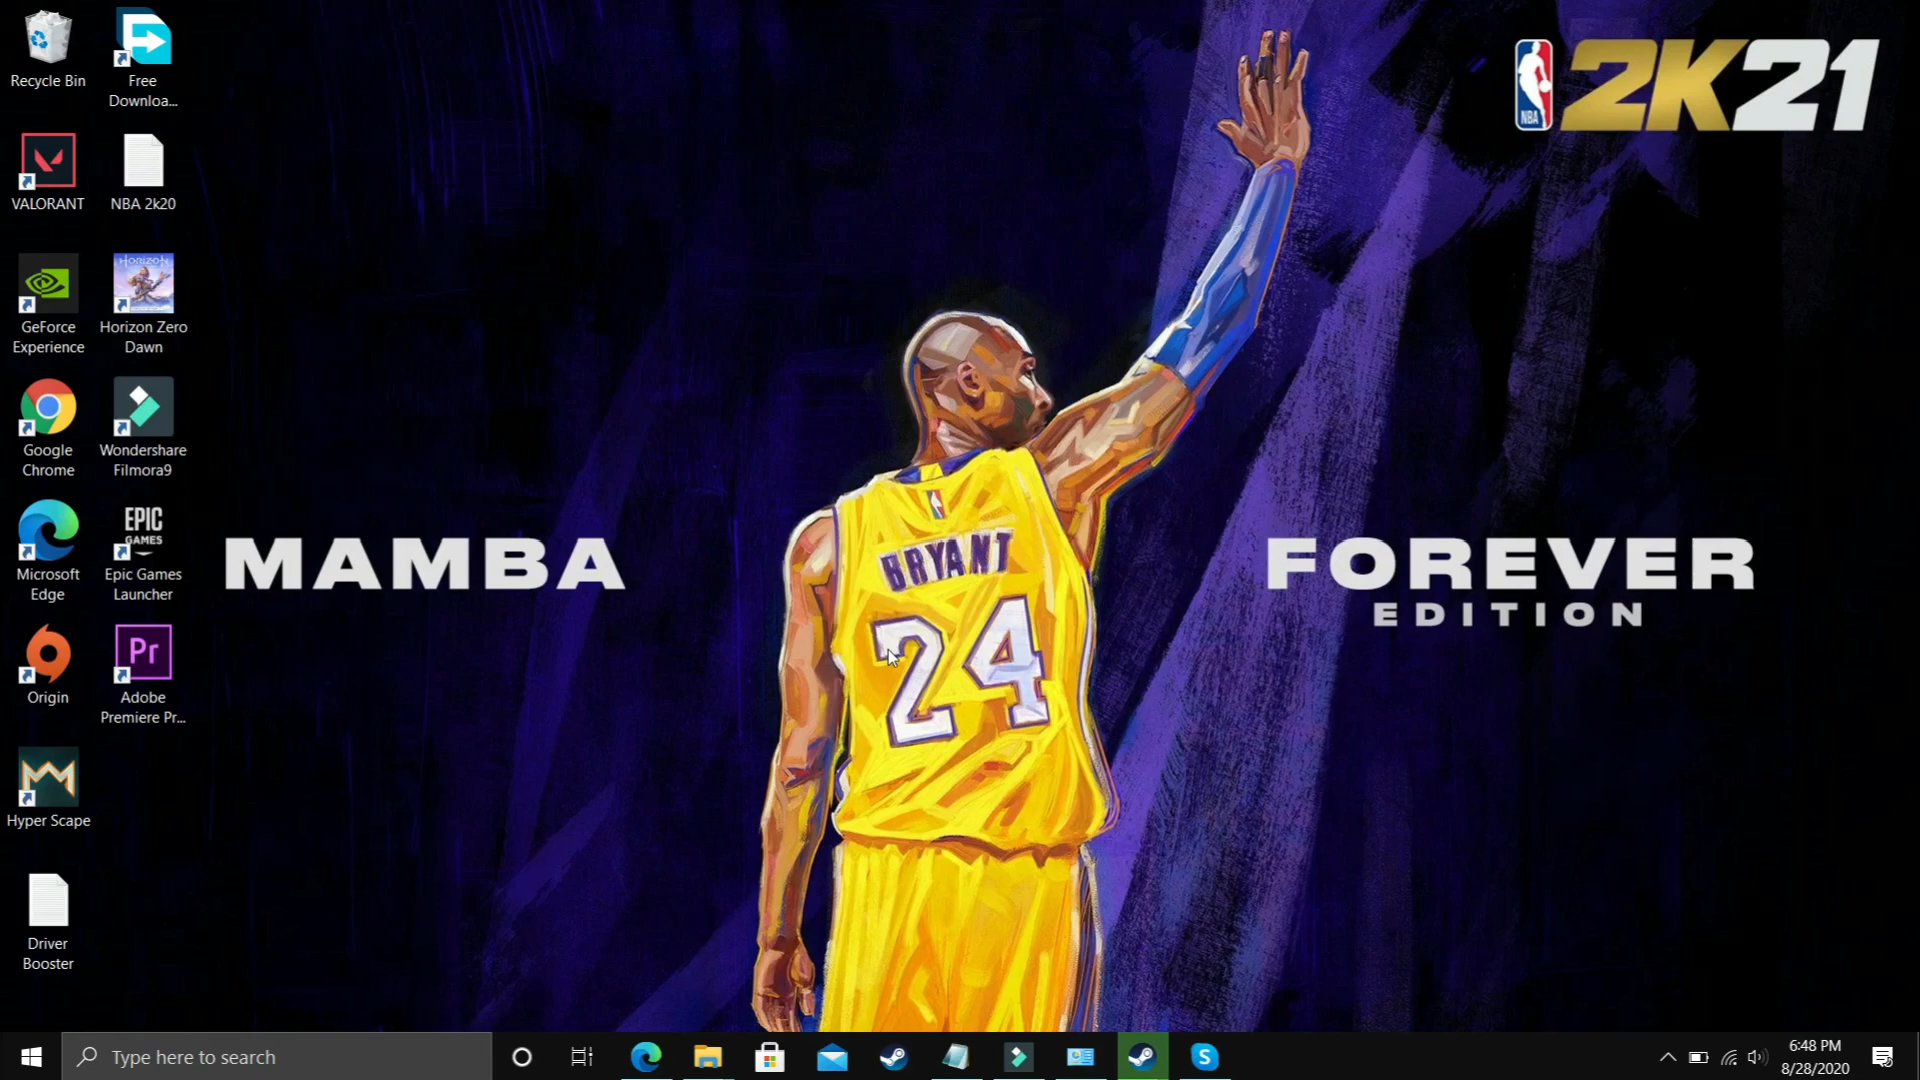 Recycle Bin
Free
Downloa...
VALORANT
NBA 2k20
GeForce
Experience
HORIZON
Horizon Zero
Dawn
Google
Chrome
Wondershare
Filmora9
Microsoft
Edge
EPIC
GAMES
Epic Games
Launcher
Origin
Pr
Adobe
Premiere Pr...
Hyper Scape
Driver
Booster
NBA
2K21
MAMBA
BRYANT
24
FOREVER
EDITION
Type here to search
6:48 PM
8/28/2020